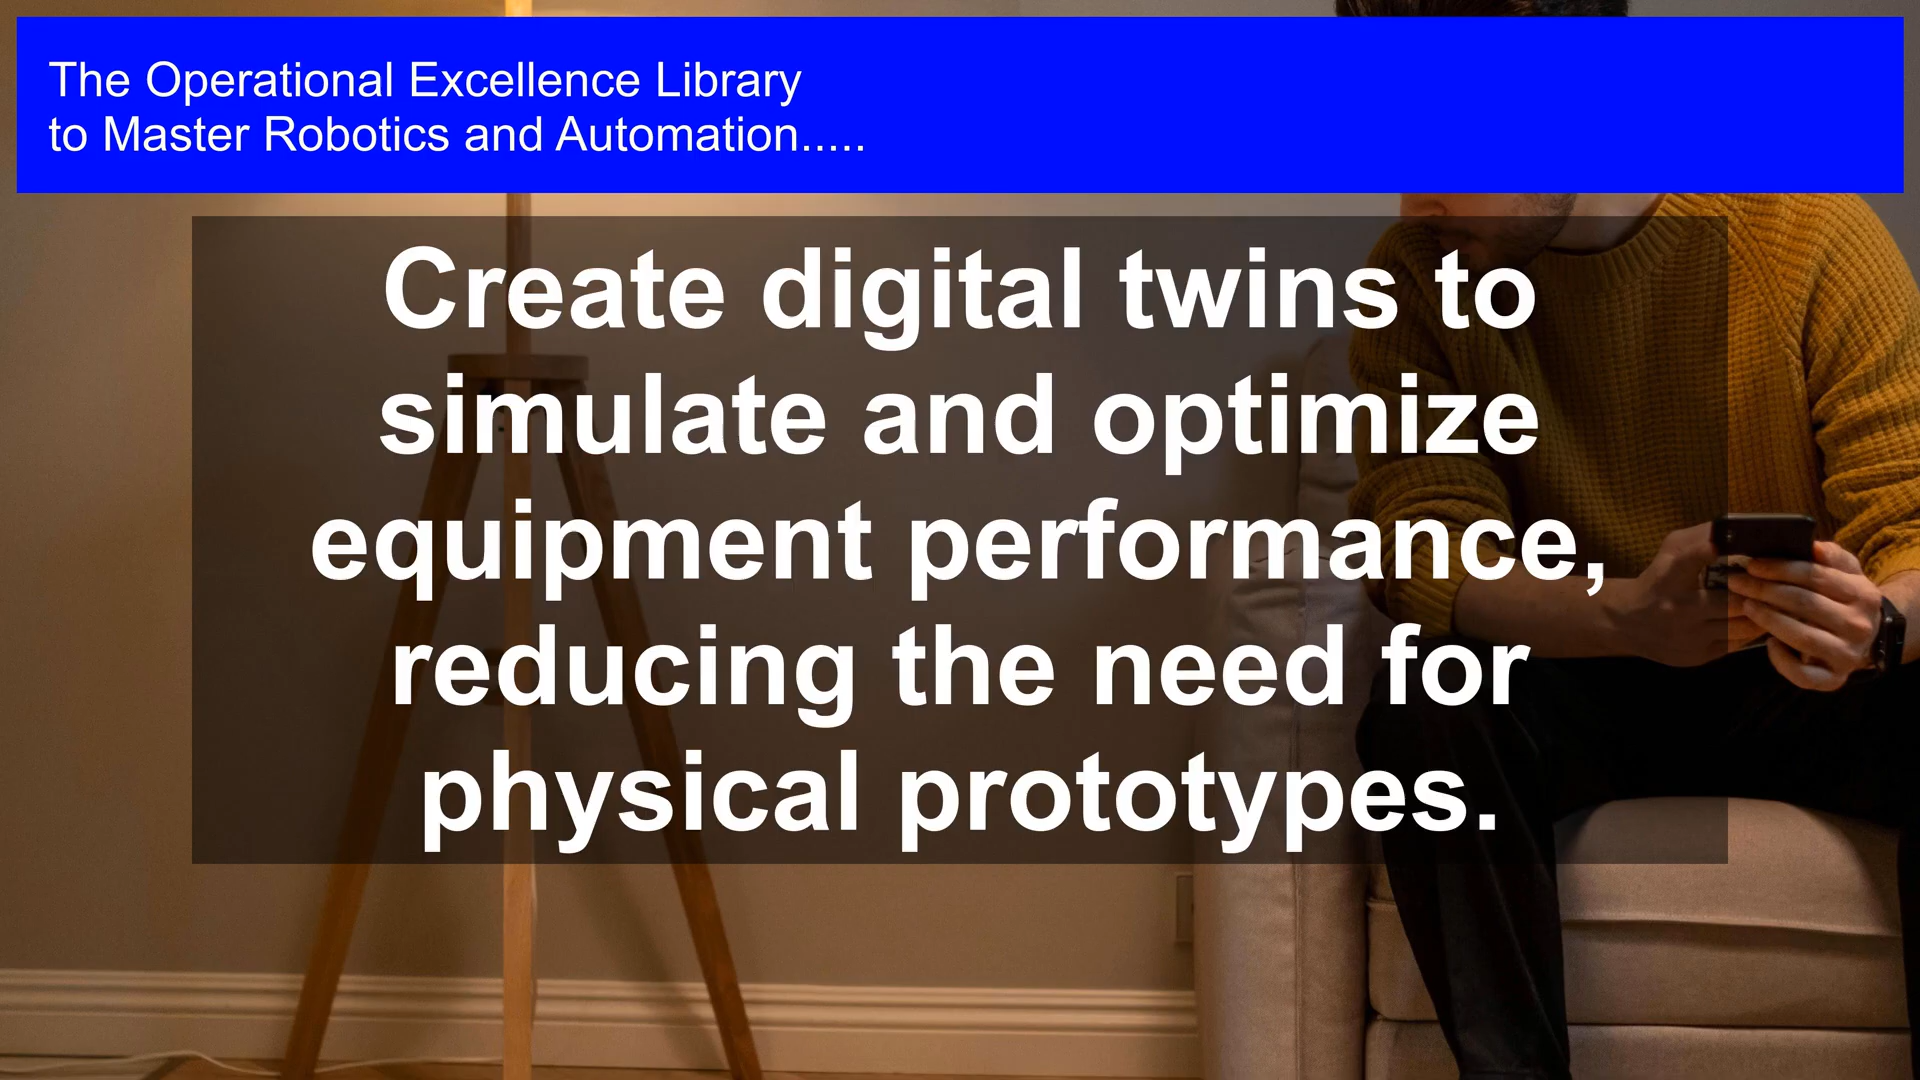 The Operational Excellence Library
to Master Robotics and Automation.....
Create digital twins to
simulate and optimize
equipment performance,
reducing the need for
physical prototypes.